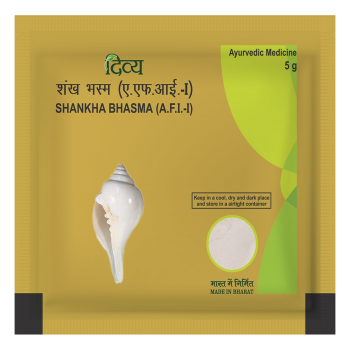 दिव्य
शंख भस्म (ए.एफ.आई.-I)
SHANKHA BHASMA (A.F.I.-I)
Ayurvedic Medicine
5 g
Keep in a cool, dry and dark place
and store in a airtight container
भारत में निर्मित
MADE IN BHARAT